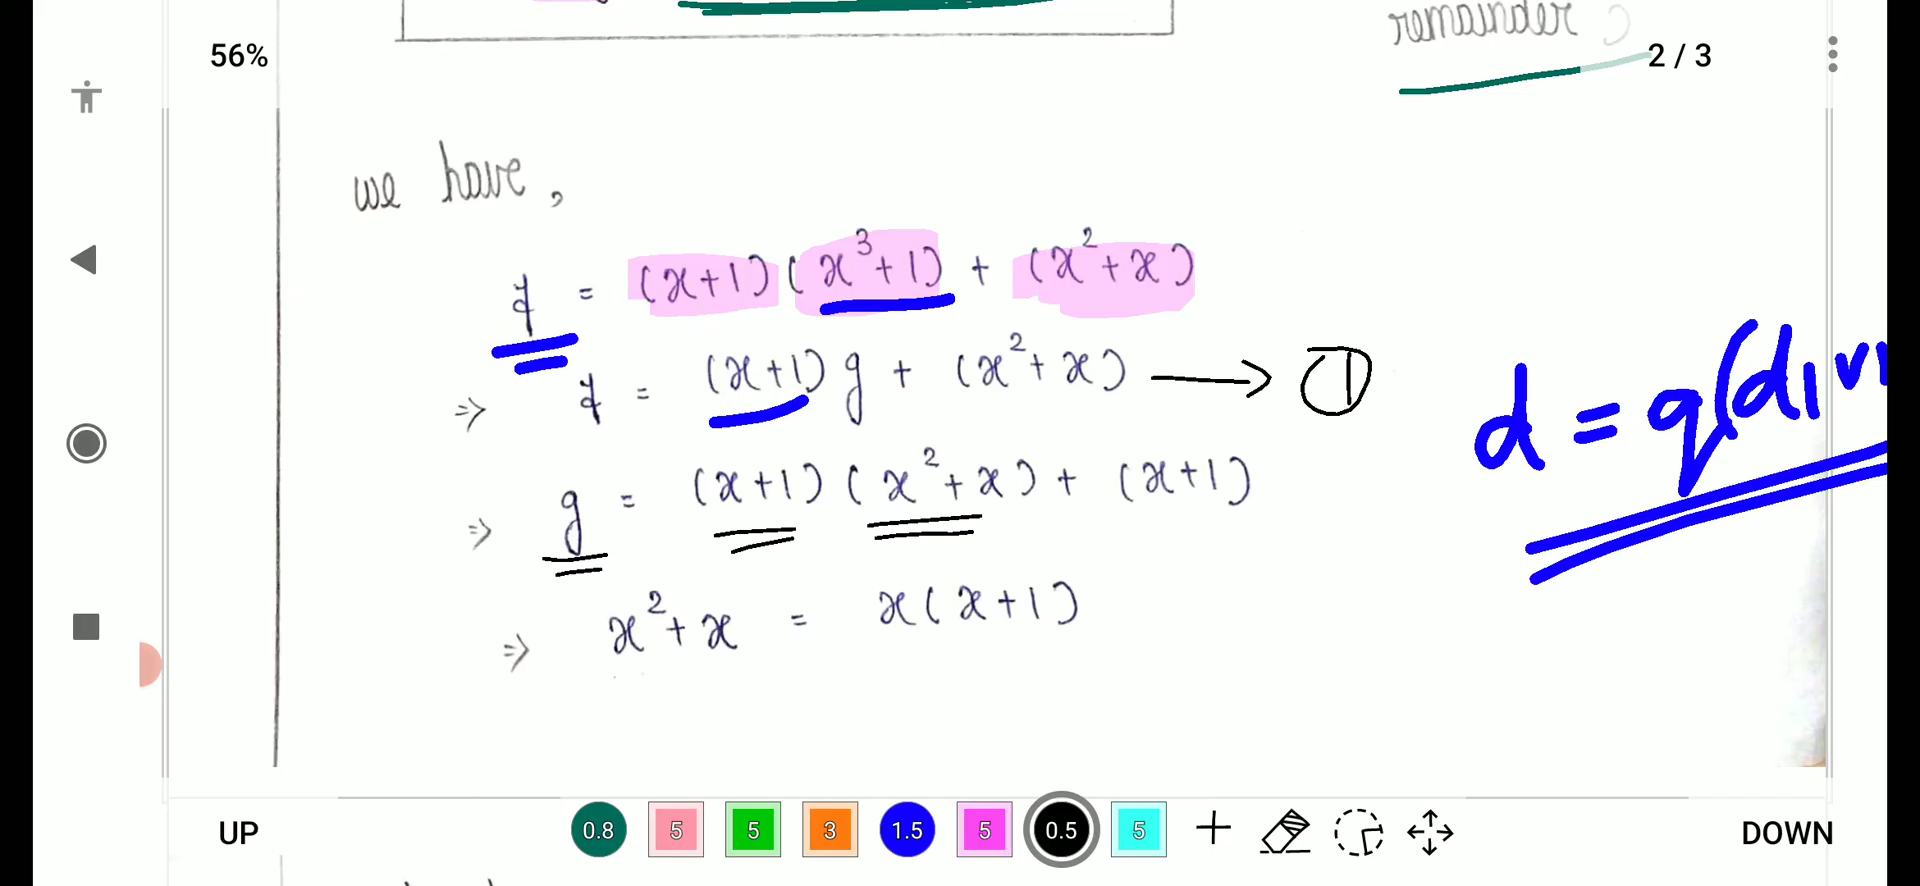 remainder
56%
2 / 3
we have,
f = (x+1)(x³+1) + (x²+x)
⇒ f = (x+1) g + (x²+x) → ①
d = q(divi
⇒ g = (x+1)(x²+x) + (x+1)
⇒ x²+x = x(x+1)
UP
0.8
5
5
3
1.5
5
0.5
5
DOWN